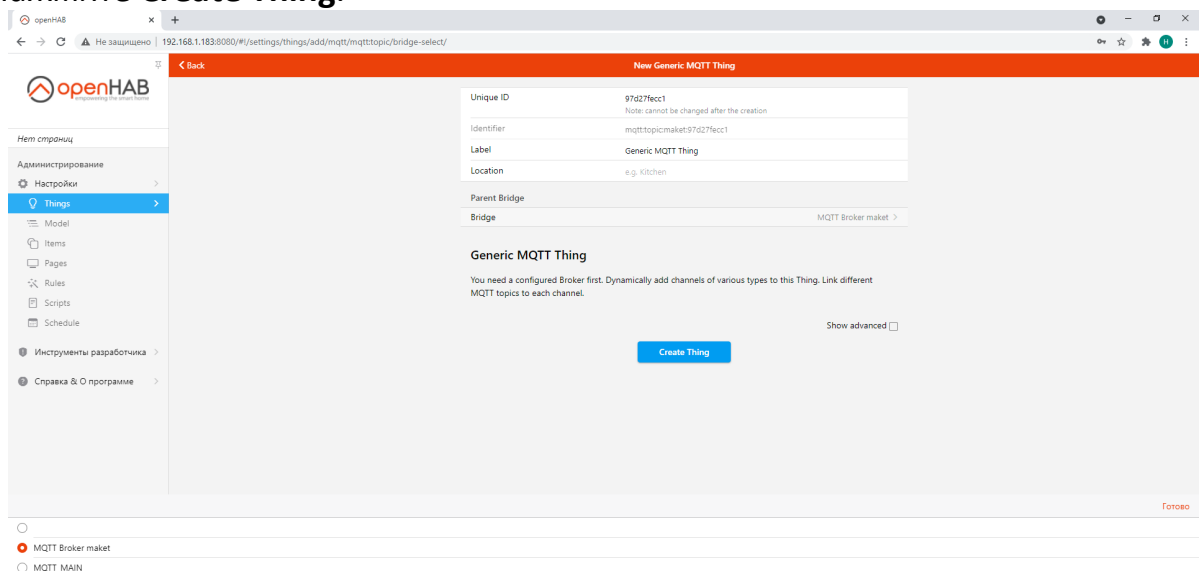 Create Thing.
openHAB
Не защищено | 192.168.1.183:8080/#!/settings/things/add/mqtt/mqtt:topic/bridge-select/
H
openHAB
empowering the smart home
Нет страниц
Администрирование
Настройки
Things
Model
Items
Pages
Rules
Scripts
Schedule
Инструменты разработчика
Справка & О программе
Back
New Generic MQTT Thing
Unique ID
97d27fecc1
Note: cannot be changed after the creation
Identifier
mqtt:topic:maket:97d27fecc1
Label
Generic MQTT Thing
Location
e.g. Kitchen
Parent Bridge
Bridge
MQTT Broker maket
Generic MQTT Thing
You need a configured Broker first. Dynamically add channels of various types to this Thing. Link different
MQTT topics to each channel.
Show advanced
Create Thing
Готово
MQTT Broker maket
MQTT MAIN